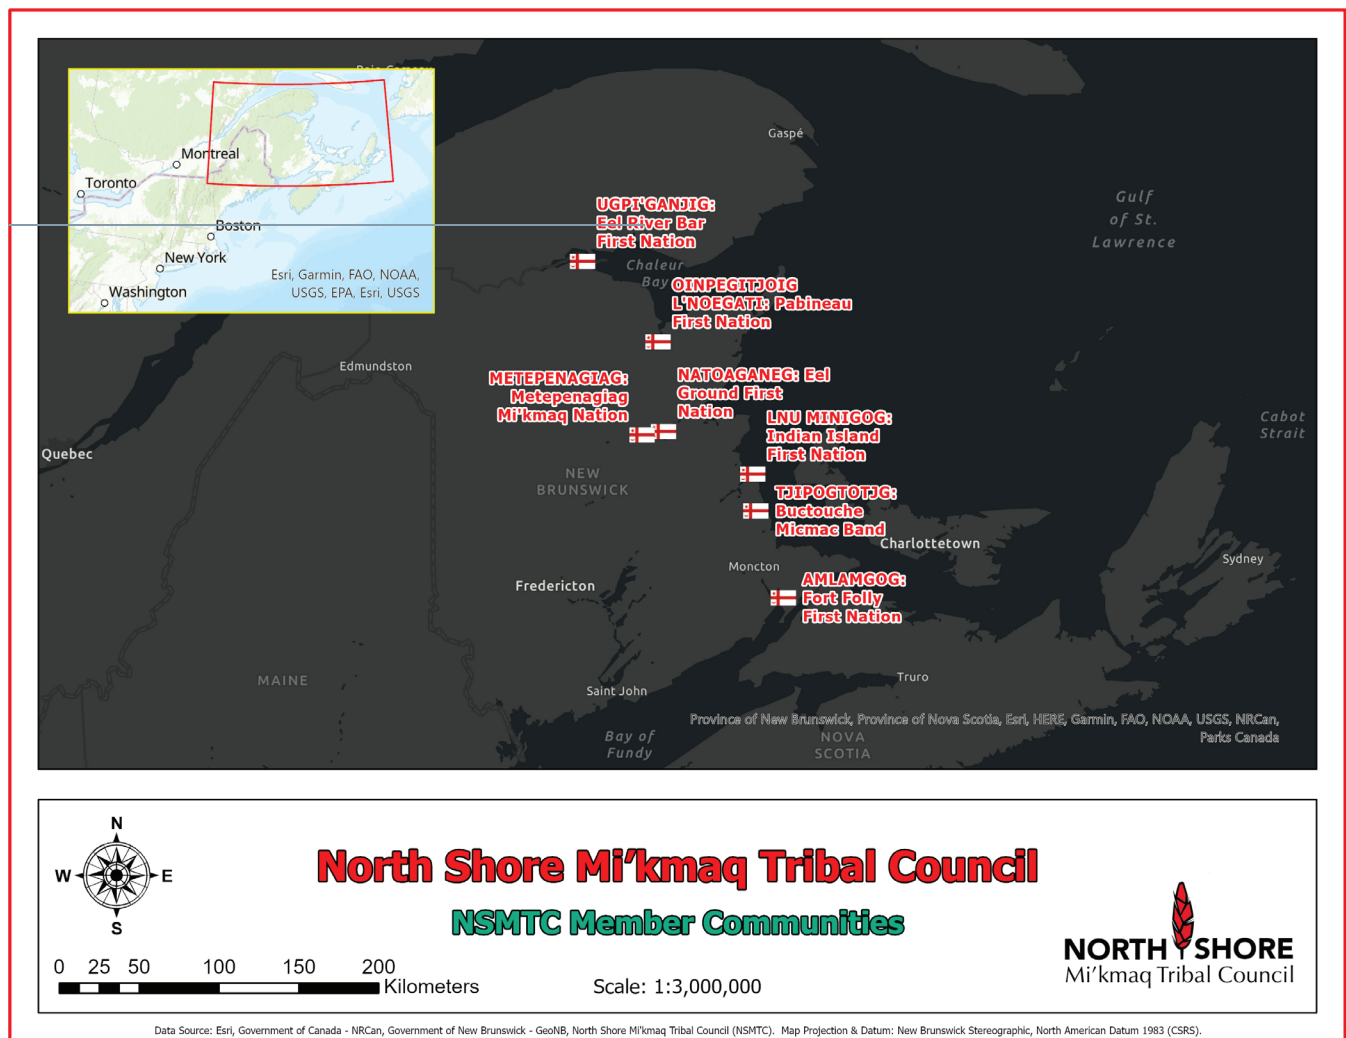 Montreal
Toronto
Boston
New York
Washington
Esri, Garmin, FAO, NOAA,
USGS, EPA, Esri, USGS
Gaspé
Gulf
of St.
Lawrence
UGPI'GANJIG:
Eel River Bar
First Nation
Chaleur
Bay
OINPEGITJOIG
L'NOEGATI: Pabineau
First Nation
Edmundston
METEPENAGIAG:
Metepenagiag
Mi'kmaq Nation
NATOAGANEG: Eel
Ground First
Nation
LNU MINIGOG:
Indian Island
First Nation
Cabot
Strait
Quebec
NEW
BRUNSWICK
TJIPOGTOTJG:
Buctouche
Micmac Band
Charlottetown
Sydney
Moncton
Fredericton
AMLAMGOG:
Fort Folly
First Nation
MAINE
Saint John
Truro
Province of New Brunswick, Province of Nova Scotia, Esri, HERE, Garmin, FAO, NOAA, USGS, NRCan,
Parks Canada
Bay of
Fundy
NOVA
SCOTIA
N
W E
S
North Shore Mi'kmaq Tribal Council
NSMTC Member Communities
0 25 50 100 150 200
Kilometers
Scale: 1:3,000,000
NORTH SHORE
Mi'kmaq Tribal Council
Data Source: Esri, Government of Canada - NRCan, Government of New Brunswick - GeoNB, North Shore Mi'kmaq Tribal Council (NSMTC). Map Projection & Datum: New Brunswick Stereographic, North American Datum 1983 (CSRS).